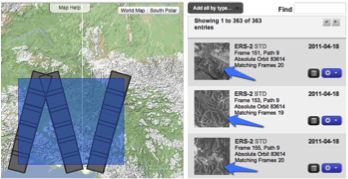 Map Help...
World Map
South Polar
Add all by type...
Find
Showing 1 to 363 of 363
entries
ERS-2 STD
2011-04-18
Frame 151, Path 9
Absolute Orbit 83614
Matching Frames 20
ERS-2 STD
2011-04-18
Frame 153, Path 9
Absolute Orbit 83614
Matching Frames 19
ERS-2 STD
2011-04-18
Frame 155, Path 9
Absolute Orbit 83614
Matching Frames 20